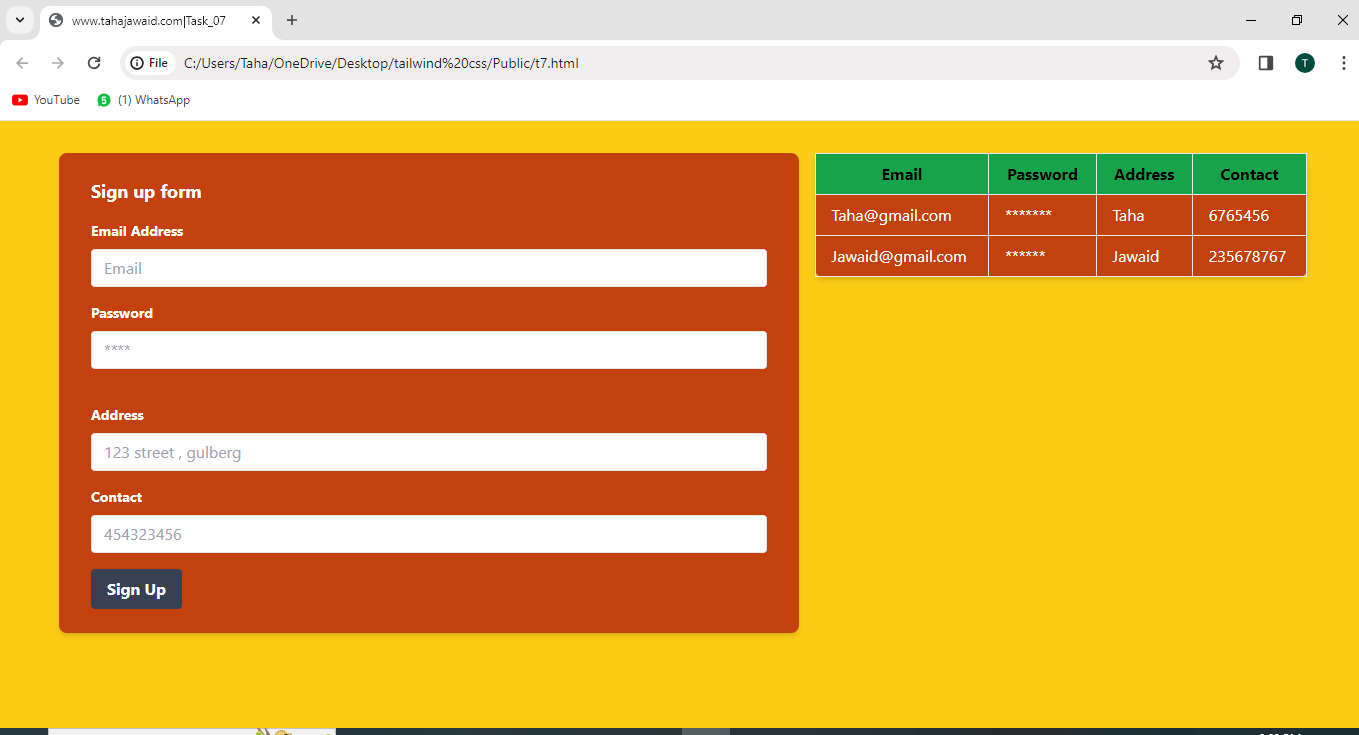 www.tahajawaid.com|Task_07
File C:/Users/Taha/OneDrive/Desktop/tailwind%20css/Public/t7.html
T
YouTube (1) WhatsApp
5
Sign up form
Email Address
Email
Password
****
Address
123 street , gulberg
Contact
454323456
Sign Up
Email Password Address Contact
Taha@gmail.com ******* Taha 6765456
Jawaid@gmail.com ****** Jawaid 235678767